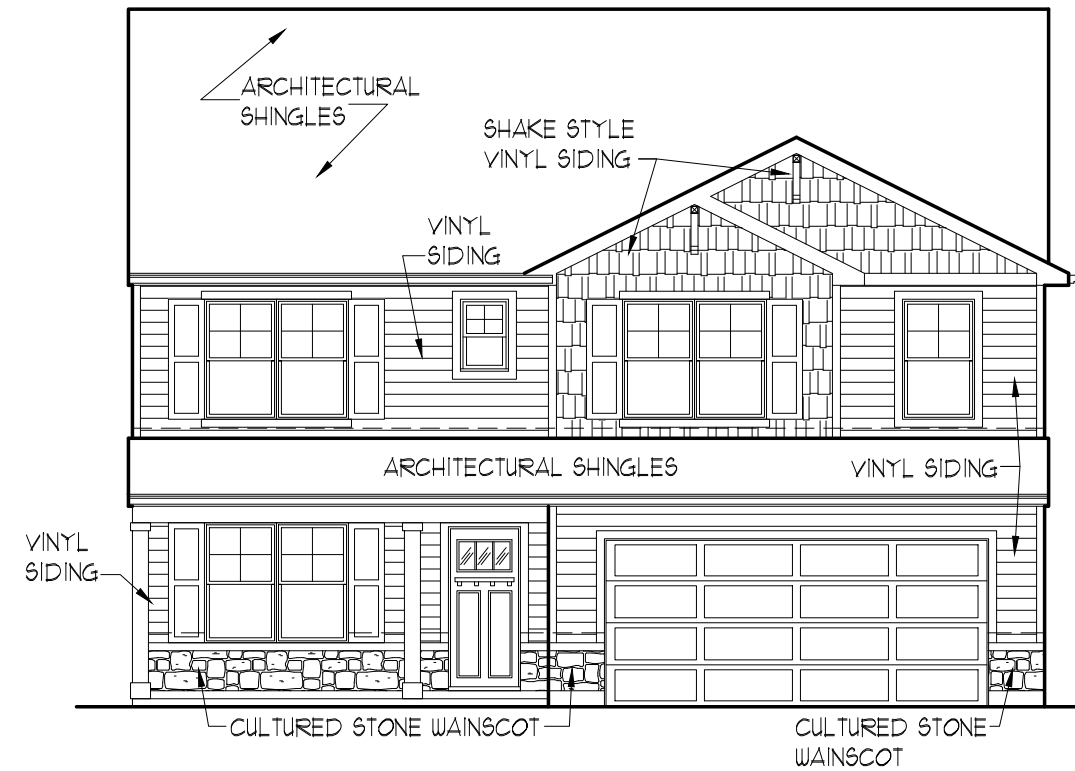 ARCHITECTURAL
SHINGLES
SHAKE STYLE
VINYL SIDING
VINYL
SIDING
ARCHITECTURAL SHINGLES
VINYL SIDING
VINYL
SIDING
CULTURED STONE WAINSCOT
CULTURED STONE
WAINSCOT